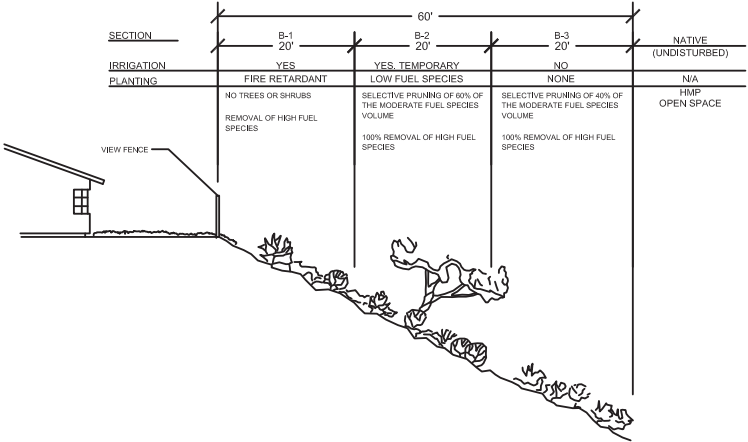 60'
SECTION
B-1
B-2
B-3
NATIVE
20'
20'
20'
(UNDISTURBED)
IRRIGATION
YES
YES. TEMPORARY
NO
PLANTING
FIRE RETARDANT
LOW FUEL SPECIES
NONE
N/A
NO TREES OR SHRUBS
REMOVAL OF HIGH FUEL
SPECIES
SELECTIVE PRUNING OF 60% OF
THE MODERATE FUEL SPECIES
VOLUME
100% REMOVAL OF HIGH FUEL
SPECIES
SELECTIVE PRUNING OF 40% OF
THE MODERATE FUEL SPECIES
VOLUME
100% REMOVAL OF HIGH FUEL
SPECIES
HMP
OPEN SPACE
VIEW FENCE